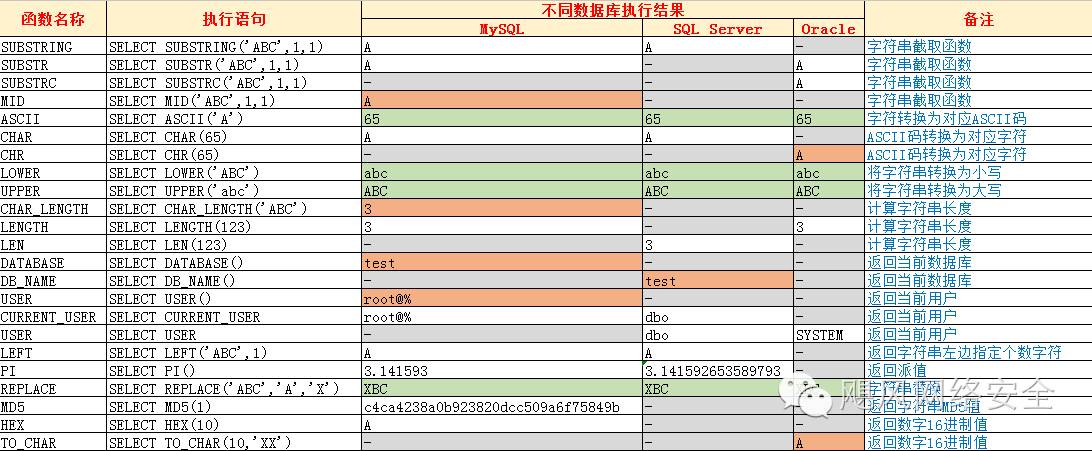 函数名称 执行语句 不同数据库执行结果 备注
MySQL SQL Server Oracle
SUBSTRING SELECT SUBSTRING('ABC',1,1) A A - 字符串截取函数
SUBSTR SELECT SUBSTR('ABC',1,1) A - A 字符串截取函数
SUBSTRC SELECT SUBSTRC('ABC',1,1) - - A 字符串截取函数
MID SELECT MID('ABC',1,1) A - - 字符串截取函数
ASCII SELECT ASCII('A') 65 65 65 字符转换为对应ASCII码
CHAR SELECT CHAR(65) A A - ASCII码转换为对应字符
CHR SELECT CHR(65) - - A ASCII码转换为对应字符
LOWER SELECT LOWER('ABC') abc abc abc 将字符串转换为小写
UPPER SELECT UPPER('abc') ABC ABC ABC 将字符串转换为大写
CHAR_LENGTH SELECT CHAR_LENGTH('ABC') 3 - - 计算字符串长度
LENGTH SELECT LENGTH(123) 3 - 3 计算字符串长度
LEN SELECT LEN(123) - 3 - 计算字符串长度
DATABASE SELECT DATABASE() test - - 返回当前数据库
DB_NAME SELECT DB_NAME() - test - 返回当前数据库
USER SELECT USER() root@% - - 返回当前用户
CURRENT_USER SELECT CURRENT_USER root@% dbo - 返回当前用户
USER SELECT USER - dbo SYSTEM 返回当前用户
LEFT SELECT LEFT('ABC',1) A A - 返回字符串左边指定个数字符
PI SELECT PI() 3.141593 3.141592653589793 - 返回派值
REPLACE SELECT REPLACE('ABC','A','X') XBC XBC 字符串替换
MD5 SELECT MD5(1) c4ca4238a0b923820dcc509a6f75849b - - 返回字符串MD5值
HEX SELECT HEX(10) A - - 返回数字16进制值
TO_CHAR SELECT TO_CHAR(10,'XX') - - A 返回数字16进制值
网络安全